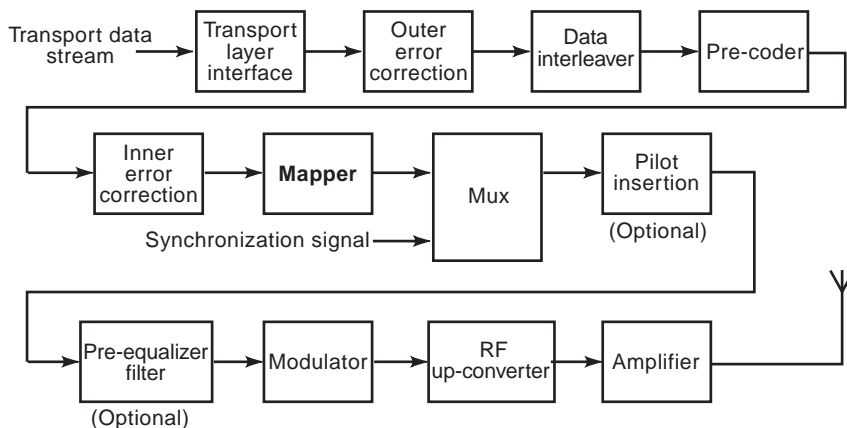 Transport data
stream
Transport
layer
interface
Outer
error
correction
Data
interleaver
Pre-coder
Inner
error
correction
Mapper
Mux
Pilot
insertion
(Optional)
Synchronization signal
Pre-equalizer
filter
(Optional)
Modulator
RF
up-converter
Amplifier